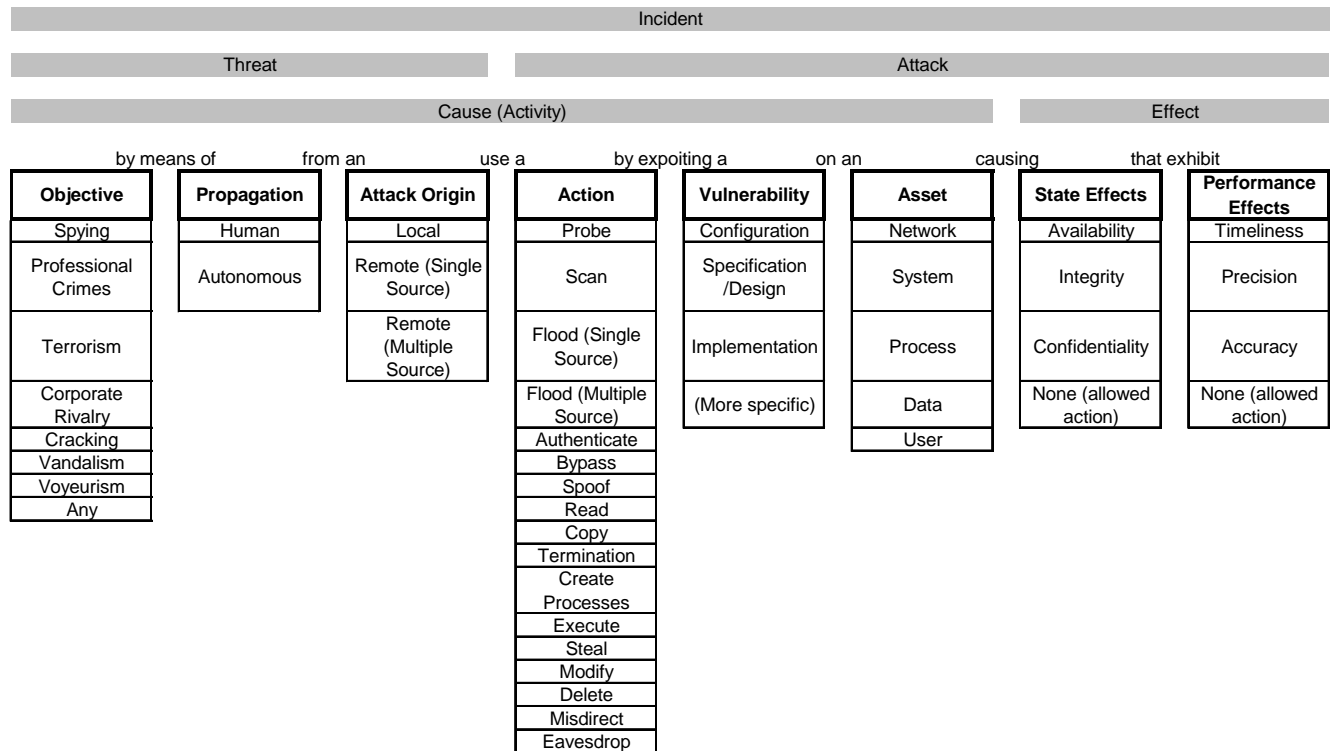 Incident
Threat
Attack
Cause (Activity)
Effect
by means of from an use a by expoiting a on an causing that exhibit
Objective
Spying
Professional
Crimes
Terrorism
Corporate
Rivalry
Cracking
Vandalism
Voyeurism
Any
Propagation
Human
Autonomous
Attack Origin
Local
Remote (Single
Source)
Remote
(Multiple
Source)
Action
Probe
Scan
Flood (Single
Source)
Flood (Multiple
Source)
Authenticate
Bypass
Spoof
Read
Copy
Termination
Create
Processes
Execute
Steal
Modify
Delete
Misdirect
Eavesdrop
Vulnerability
Configuration
Specification
/Design
Implementation
(More specific)
Asset
Network
System
Process
Data
User
State Effects
Availability
Integrity
Confidentiality
None (allowed
action)
Performance
Effects
Timeliness
Precision
Accuracy
None (allowed
action)